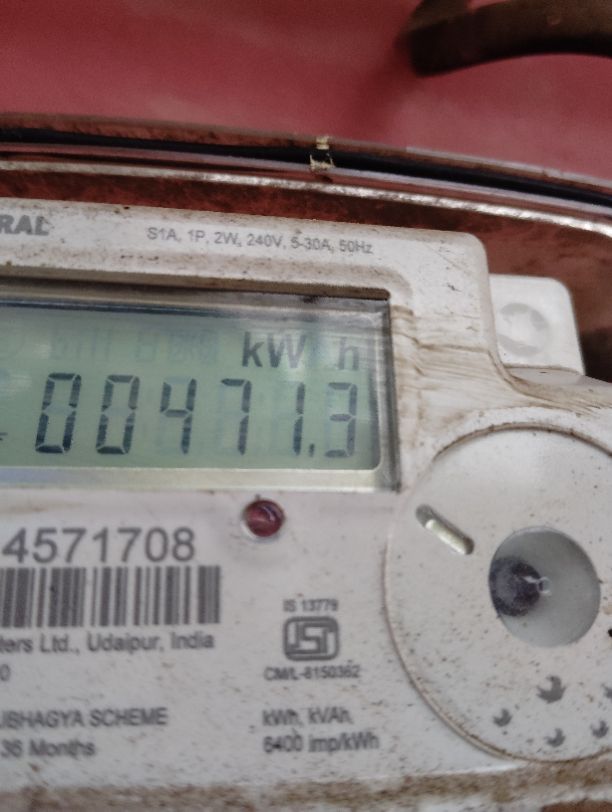 RAL
S1A, 1P, 2W, 240V, 5-30A, 50Hz
kW h
00471.3
4571708
ters Ltd., Udaipur, India
0
IS 13779
CM/L-8150362
UBHAGYA SCHEME
36 Months
kWh, kVAh,
6400 imp/kWh